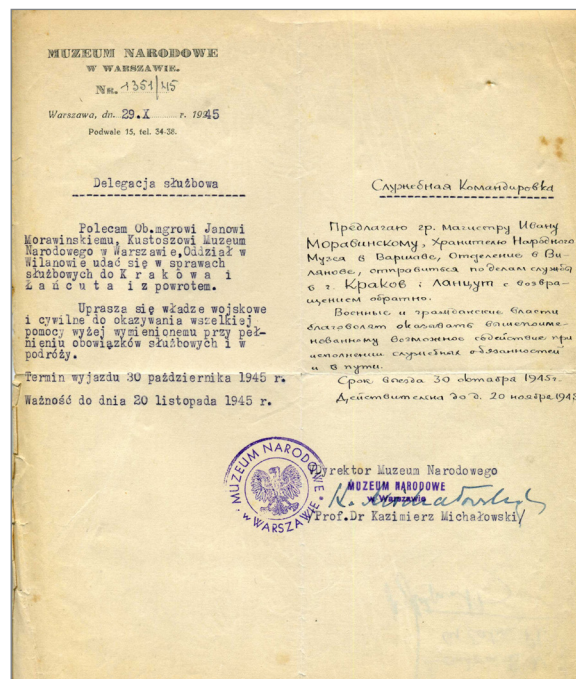 MUZEUM NARODOWE
W WARSZAWIE.
Nr. 1351/45
Warszawa, dn. 29.X r. 1945
Podwale 15, tel. 34-38.
Delegacja służbowa
Polecam Ob.mgrowi Janowi
Morawinskiemu, Kustoszowi Muzeum
Narodowego w Warszawie,Oddział w
Wilanowie udać się w sprawach
służbowych do K r a k ó w a i
Ł a ń c u t a i z powrotem.
Uprasza się władze wojskowe
i cywilne do okazywania wszelkiej
pomocy wyżej wymienionemu przy peł-
nieniu obowiązków służbowych i w
podróży.
Termin wyjazdu 30 października 1945 r.
Ważność do dnia 20 listopada 1945 r.
Служебная Командировка
Предлагаю гр. магистру Ивану
Моравинскому, Хранителю Народного
Музея в Варшаве, Отделение в Ви-
лянове, отправиться по делам службы
в г. Краков і Ланцут с возвра-
щением обратно.
Военные и гражданские власти
благоволят оказывать вышепоиме-
нованному возможное содействие при
исполнении служебных обязанностей
и в пути.
Срок выезда 30 октабра 1945г.
Действительна до д. 20 ноября 194
Dyrektor Muzeum Narodowego
MUZEUM NARODOWE
w Warszawie
Prof.Dr Kazimierz Michałowski/
MUZEUM NARODOWE
w WARSZAWIE